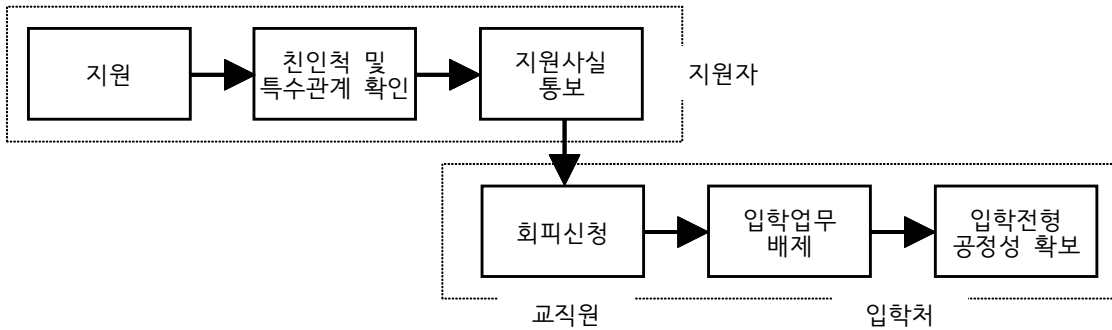 지원
친인척 및
특수관계 확인
지원사실
통보
지원자
회피신청
입학업무
배제
입학전형
공정성 확보
교직원
입학처